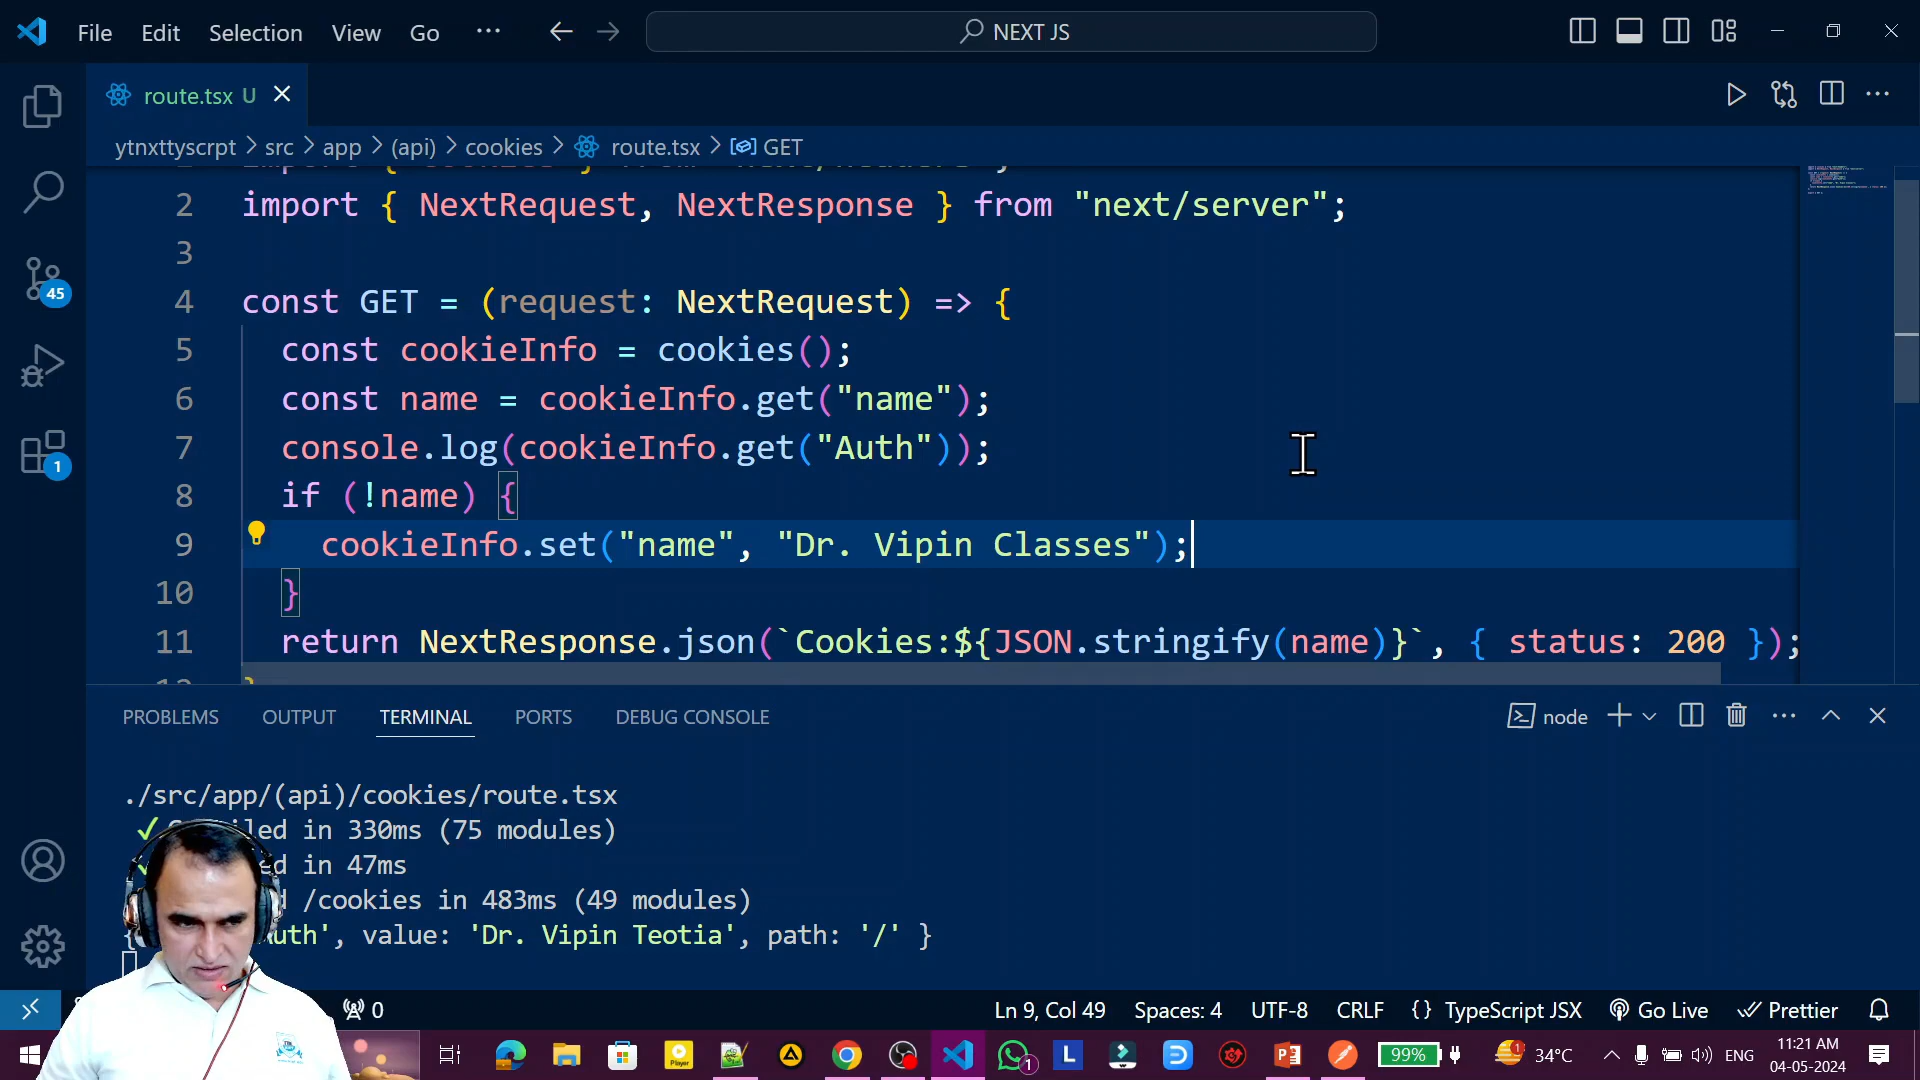 File Edit Selection View Go ··· NEXT JS
route.tsx U
ytnxttyscrpt > src > app > (api) > cookies > route.tsx > GET
2 import { NextRequest, NextResponse } from "next/server";
3
4 const GET = (request: NextRequest) => {
5 const cookieInfo = cookies();
6 const name = cookieInfo.get("name");
7 console.log(cookieInfo.get("Auth"));
8 if (!name) {
9 cookieInfo.set("name", "Dr. Vipin Classes");
10 }
11 return NextResponse.json(`Cookies:${JSON.stringify(name)}`, { status: 200 });
45
1
PROBLEMS OUTPUT TERMINAL PORTS DEBUG CONSOLE node
./src/app/(api)/cookies/route.tsx
in 330ms (75 modules)
in 47ms
/cookies in 483ms (49 modules)
value: 'Dr. Vipin Teotia', path: '/' }
0 Ln 9, Col 49 Spaces: 4 UTF-8 CRLF {} TypeScript JSX Go Live Prettier
99% 34°C ENG 11:21 AM
04-05-2024